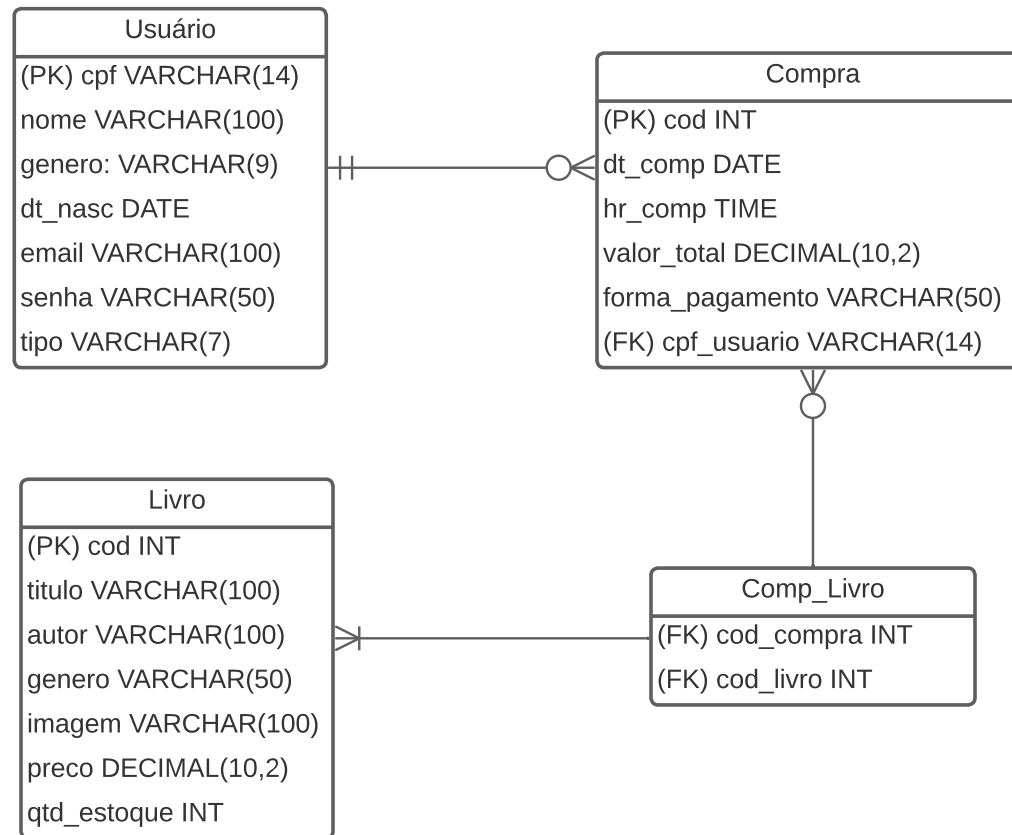 Usuário
(PK) cpf VARCHAR(14)
nome VARCHAR(100)
genero: VARCHAR(9)
dt_nasc DATE
email VARCHAR(100)
senha VARCHAR(50)
tipo VARCHAR(7)
Compra
(PK) cod INT
dt_comp DATE
hr_comp TIME
valor_total DECIMAL(10,2)
forma_pagamento VARCHAR(50)
(FK) cpf_usuario VARCHAR(14)
Livro
(PK) cod INT
titulo VARCHAR(100)
autor VARCHAR(100)
genero VARCHAR(50)
imagem VARCHAR(100)
preco DECIMAL(10,2)
qtd_estoque INT
Comp_Livro
(FK) cod_compra INT
(FK) cod_livro INT